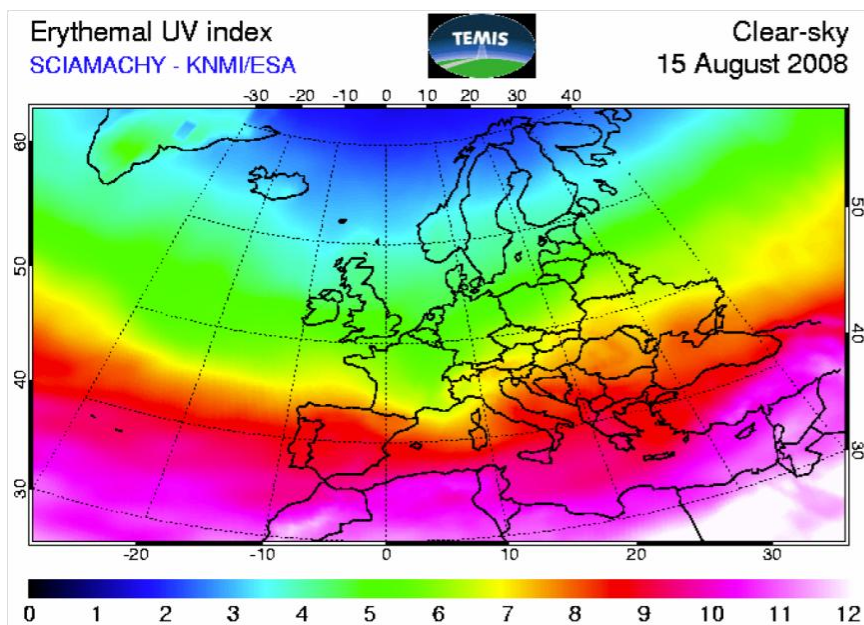 Erythemal UV index
SCIAMACHY - KNMI/ESA
TEMIS
Clear-sky
15 August 2008
-30 -20 -10 0 10 20 30 40
60
50
40
30
50
40
30
-20 -10 0 10 20 30
0 1 2 3 4 5 6 7 8 9 10 11 12